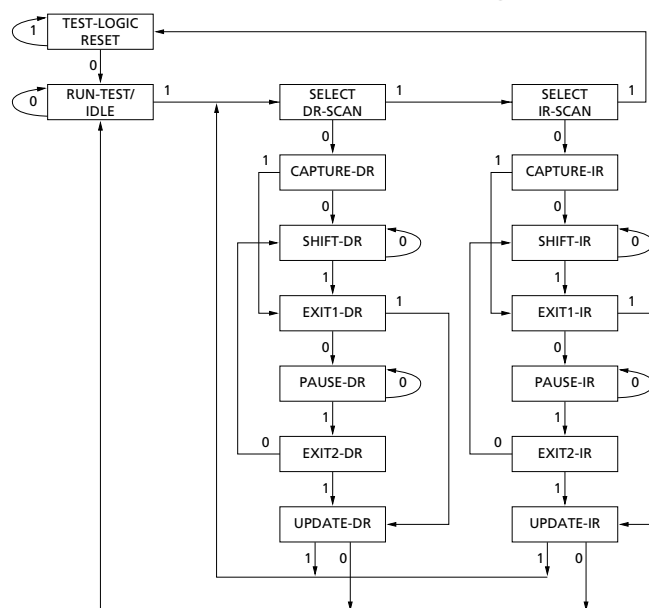 TEST-LOGIC
RESET
1
0
RUN-TEST/
IDLE
0
1
SELECT
DR-SCAN
1
SELECT
IR-SCAN
1
0
0
1
CAPTURE-DR
1
CAPTURE-IR
0
0
SHIFT-DR
0
SHIFT-IR
0
1
1
EXIT1-DR
1
EXIT1-IR
1
0
0
PAUSE-DR
0
PAUSE-IR
0
1
1
0
EXIT2-DR
0
EXIT2-IR
1
1
UPDATE-DR
UPDATE-IR
1
0
1
0